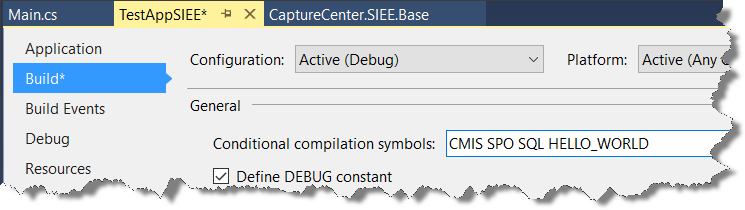 Main.cs TestAppSIEE* CaptureCenter.SIEE.Base
Application
Configuration: Active (Debug) Platform: Active (Any
Build*
Build Events
General
Debug
Conditional compilation symbols: CMIS SPO SQL HELLO_WORLD
Resources
Define DEBUG constant